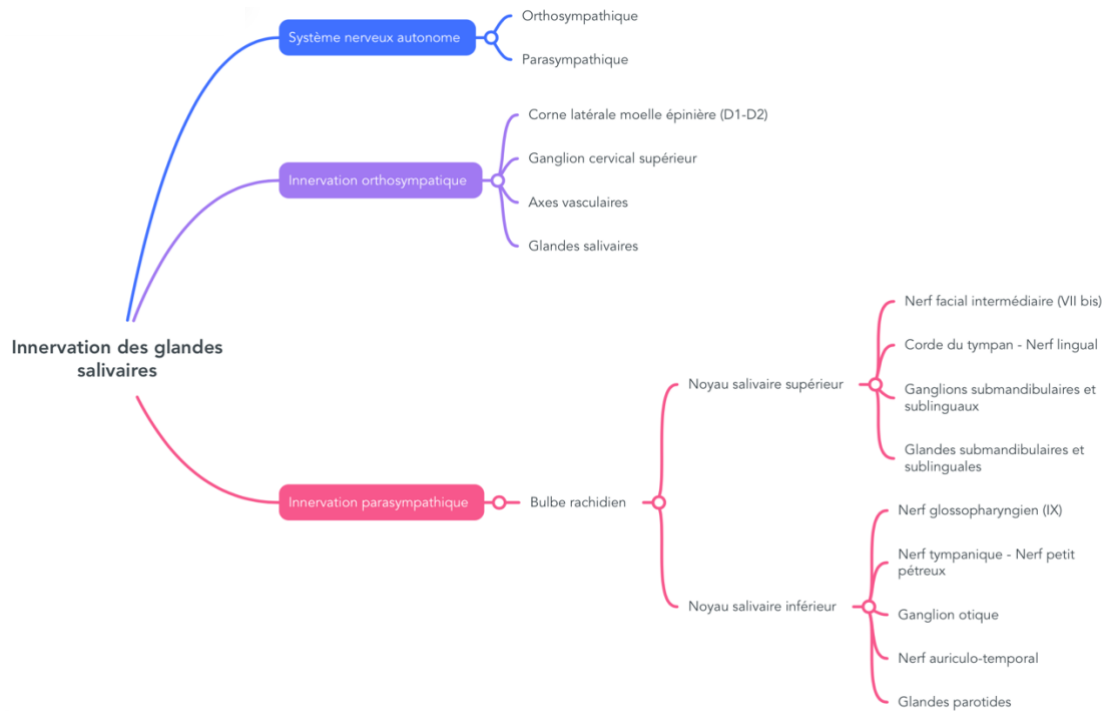 Système nerveux autonome
Orthosympathique
Parasympathique
Innervation orthosympatique
Corne latérale moelle épinière (D1-D2)
Ganglion cervical supérieur
Axes vasculaires
Glandes salivaires
Innervation des glandes
salivaires
Innervation parasympathique
Bulbe rachidien
Noyau salivaire supérieur
Nerf facial intermédiaire (VII bis)
Corde du tympan - Nerf lingual
Ganglions submandibulaires et
sublinguaux
Glandes submandibulaires et
sublinguales
Noyau salivaire inférieur
Nerf glossopharyngien (IX)
Nerf tympanique - Nerf petit
pétreux
Ganglion otique
Nerf auriculo-temporal
Glandes parotides